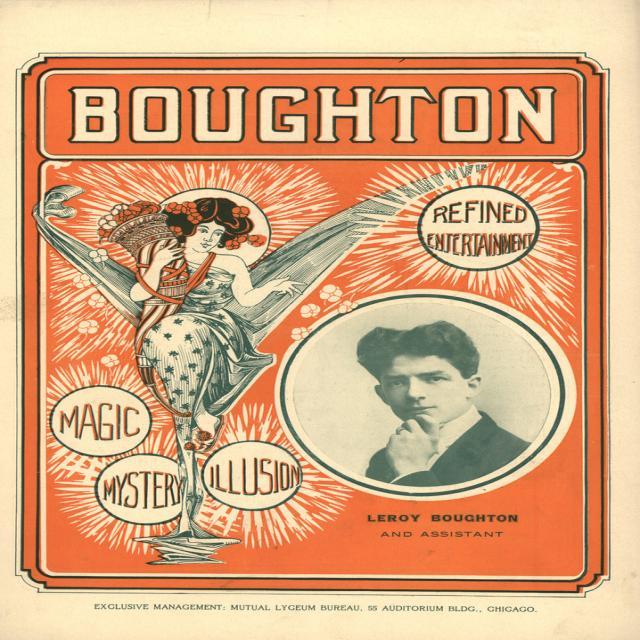 BOUGHTON
REFINED
ENTERTAINMENT
MAGIC
MYSTERY
ILLUSION
LEROY BOUGHTON
AND ASSISTANT
EXCLUSIVE MANAGEMENT: MUTUAL LYCEUM BUREAU, 55 AUDITORIUM BLDG., CHICAGO.